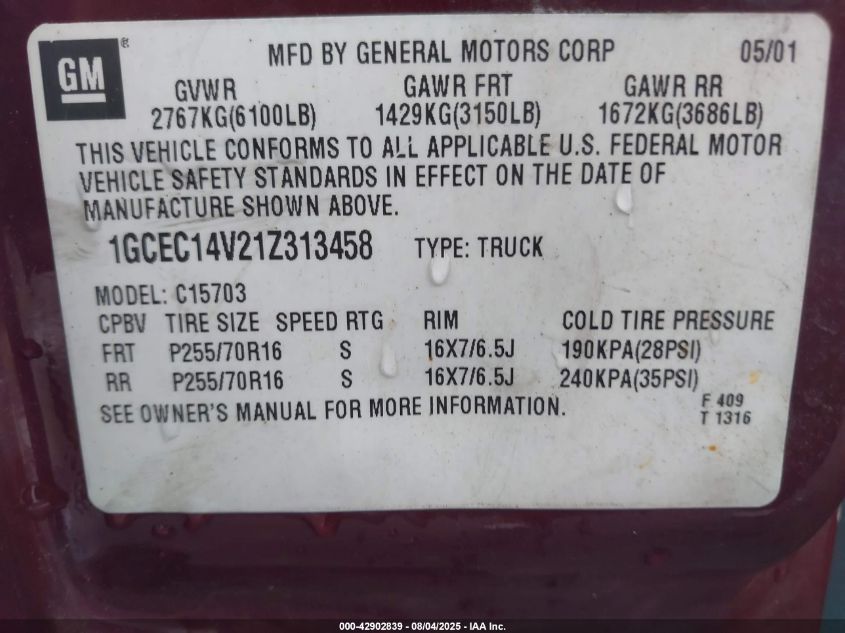 GM ®
MFD BY GENERAL MOTORS CORP 05/01
GVWR GAWR FRT GAWR RR
2767KG(6100LB) 1429KG(3150LB) 1672KG(3686LB)
THIS VEHICLE CONFORMS TO ALL APPLICABLE U.S. FEDERAL MOTOR
VEHICLE SAFETY STANDARDS IN EFFECT ON THE DATE OF
MANUFACTURE SHOWN ABOVE.
1GCEC14V21Z313458 TYPE: TRUCK
MODEL: C15703
CPBV TIRE SIZE SPEED RTG RIM COLD TIRE PRESSURE
FRT P255/70R16 S 16X7/6.5J 190KPA(28PSI)
RR P255/70R16 S 16X7/6.5J 240KPA(35PSI)
SEE OWNER'S MANUAL FOR MORE INFORMATION.
F 409
T 1316
000-42902839 - 08/04/2025 - IAA Inc.